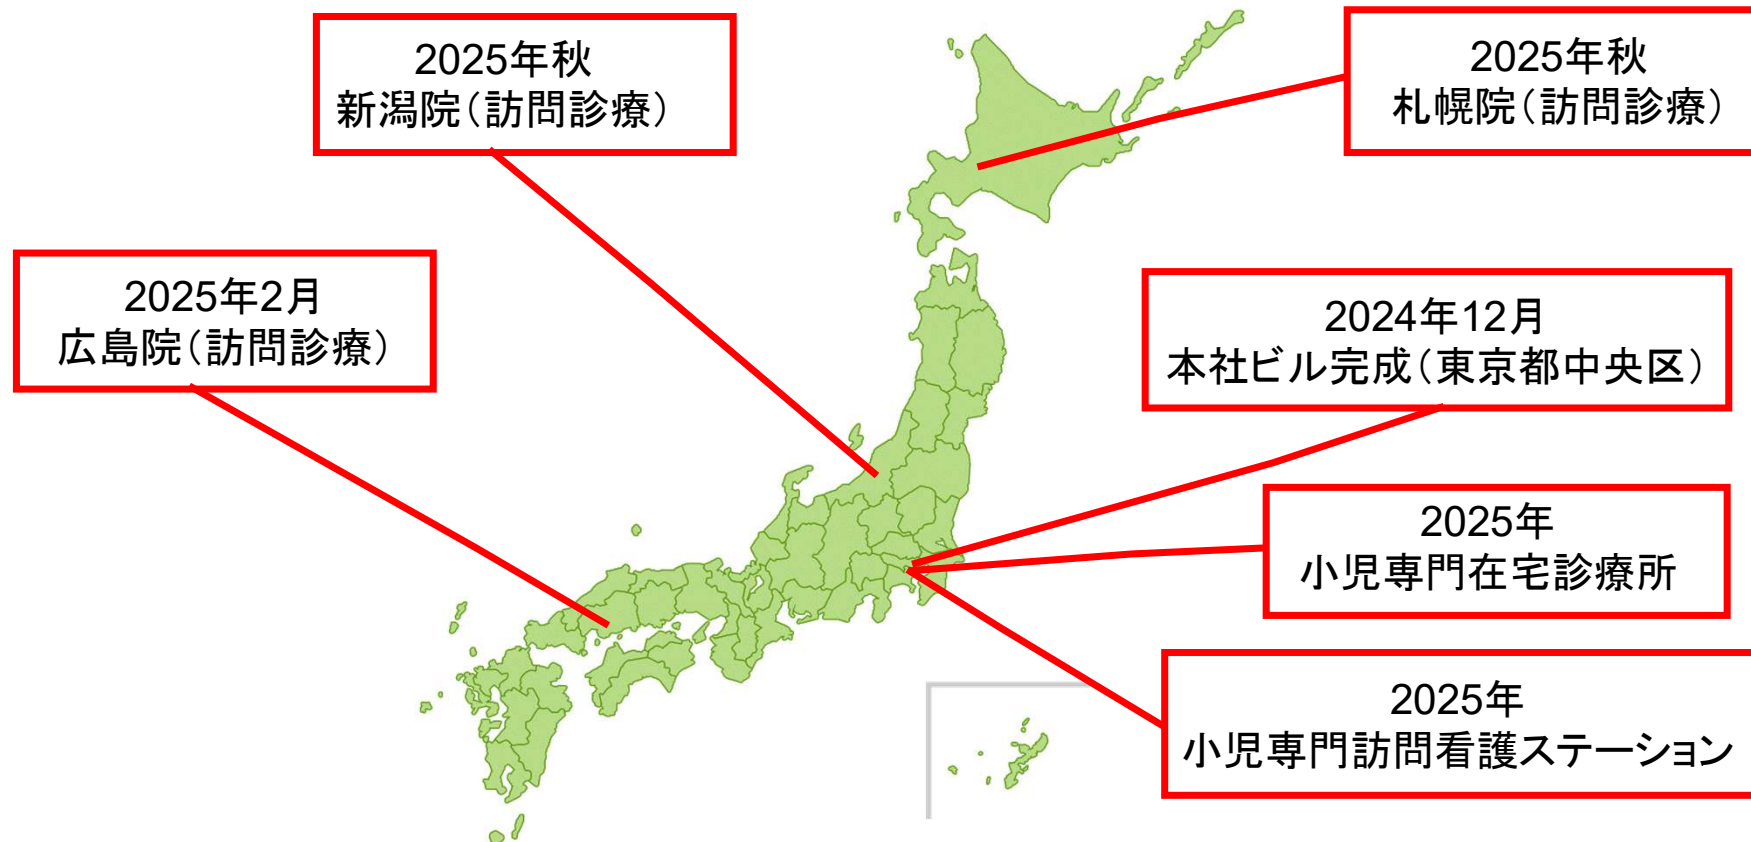 2025年秋
新潟院（訪問診療）
2025年秋
札幌院（訪問診療）
2025年2月
広島院（訪問診療）
2024年12月
本社ビル完成（東京都中央区）
2025年
小児専門在宅診療所
2025年
小児専門訪問看護ステーション